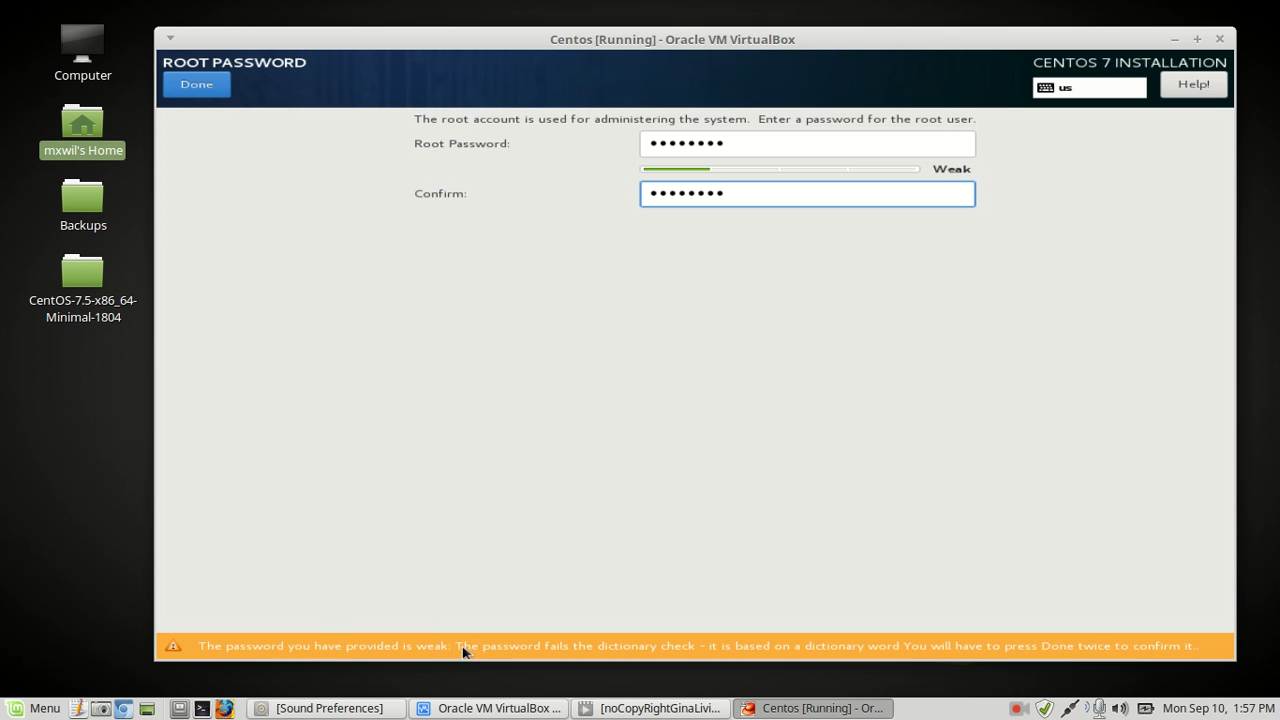 Computer
mxwil's Home
Backups
CentOS-7.5-x86_64-
Minimal-1804
Centos [Running] - Oracle VM VirtualBox
ROOT PASSWORD
Done
CENTOS 7 INSTALLATION
us
Help!
The root account is used for administering the system. Enter a password for the root user.
Root Password:
••••••••
Weak
Confirm:
••••••••
The password you have provided is weak: The password fails the dictionary check - it is based on a dictionary word You will have to press Done twice to confirm it..
Menu
[Sound Preferences]
Oracle VM VirtualBox ...
[noCopyRightGinaLivi...
Centos [Running] - Or...
Mon Sep 10, 1:57 PM